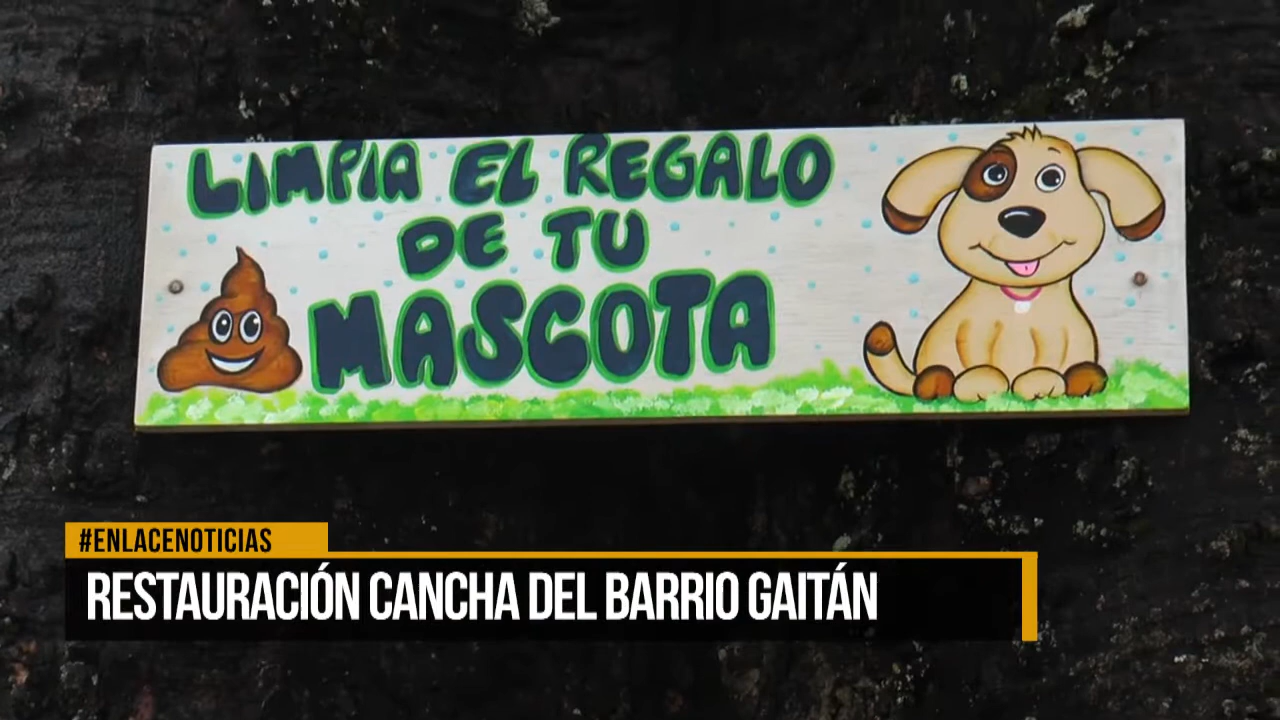 LIMPIA EL REGALO
DE TU
MASCOTA
#ENLACENOTICIAS
RESTAURACIÓN CANCHA DEL BARRIO GAITÁN